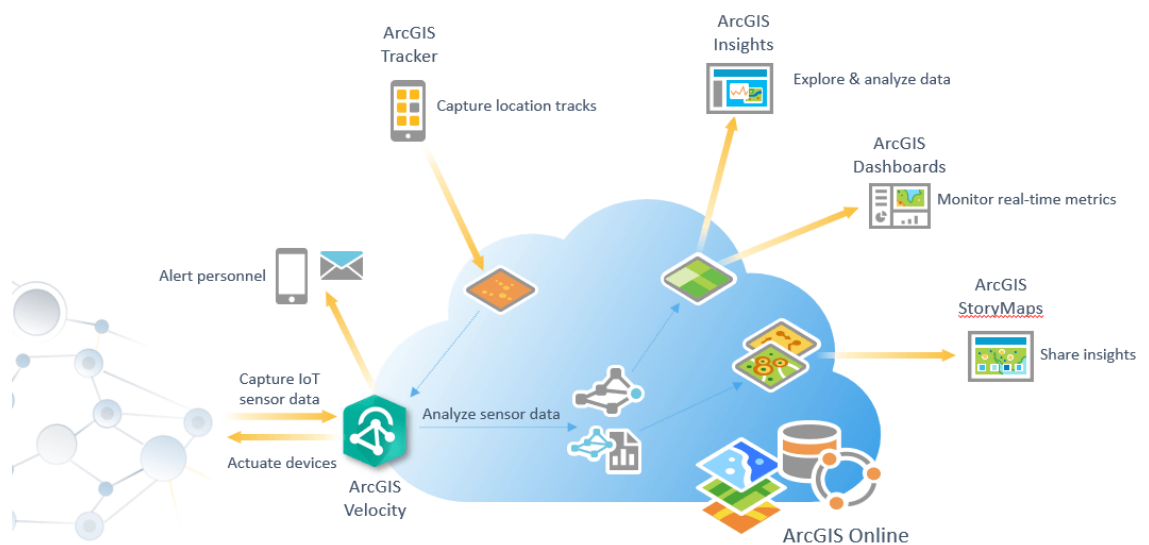 ArcGIS
Tracker
Capture location tracks
ArcGIS
Insights
Explore & analyze data
ArcGIS
Dashboards
Monitor real-time metrics
Alert personnel
ArcGIS
StoryMaps
Share insights
Capture IoT
sensor data
Analyze sensor data
Actuate devices
ArcGIS
Velocity
ArcGIS Online